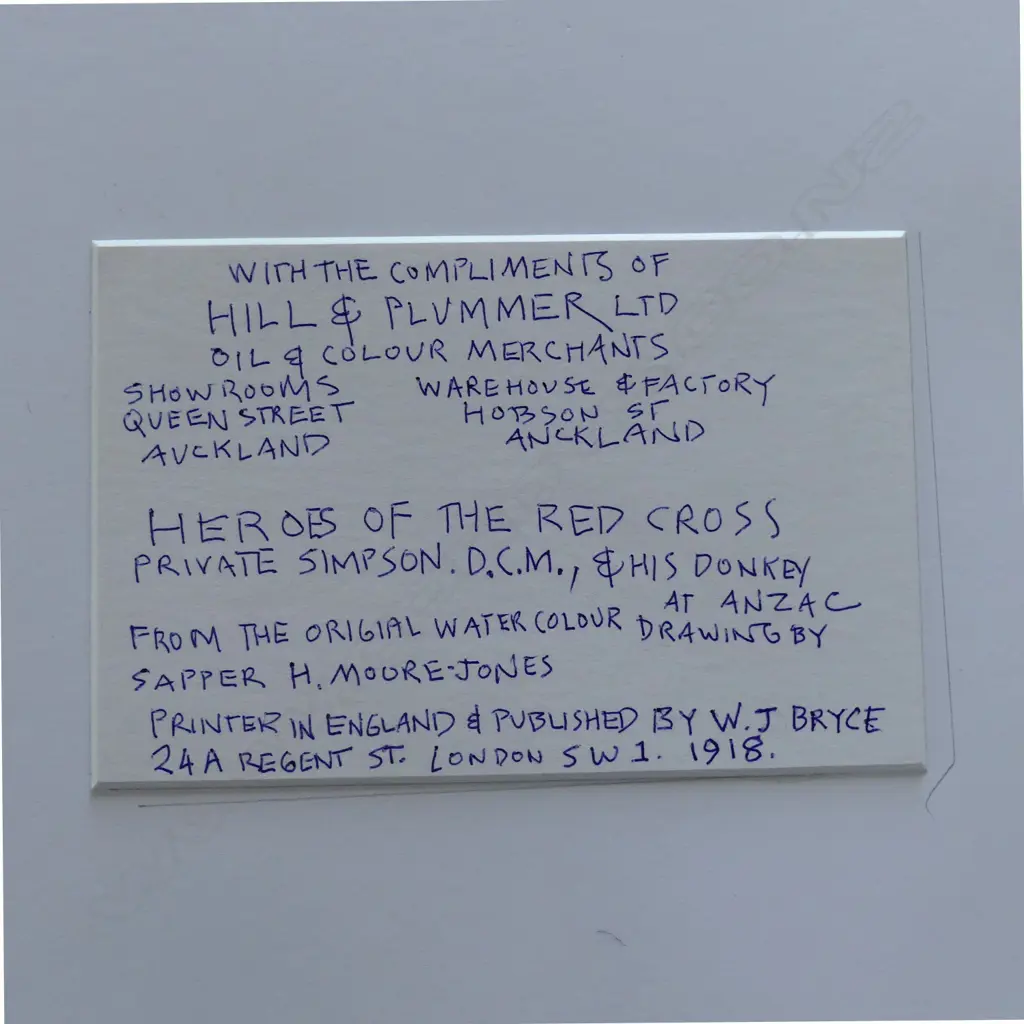 WITH THE COMPLIMENTS OF
HILL & PLUMMER LTD
OIL & COLOUR MERCHANTS
SHOWROOMS WAREHOUSE & FACTORY
QUEEN STREET HOBSON ST
AUCKLAND ANCKLAND
HEROES OF THE RED CROSS
PRIVATE SIMPSON. D.C.M., & HIS DONKEY
AT ANZAC
FROM THE ORIGIAL WATER COLOUR DRAWING BY
SAPPER H. MOORE-JONES
PRINTER IN ENGLAND & PUBLISHED BY W.J BRYCE
24A REGENT ST. LONDON SW1. 1918.